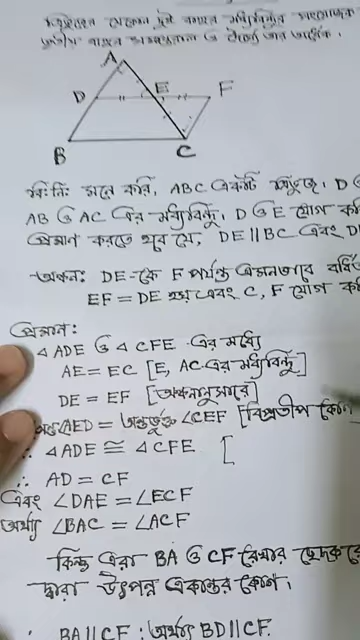 ত্রিভুজের যেকোন দুই বাহুর মধ্যবিন্দুর সংযোজক
তৃতীয় বাহুর সমান্তরাল ও দৈর্ঘ্যে তার অর্ধেক।
A
D
E
F
B
C
বি: নি: মনে করি, ABC একটি ত্রিভুজ। D ও
AB ও AC এর মধ্যবিন্দু, D ও E যোগ করি
প্রমাণ করতে হবে যে, DE || BC এবং D
অঙ্কন: DE-কে F পর্যন্ত এমনভাবে বর্ধিত
EF = DE হয় এবং C, F যোগ করি
প্রমাণ:
△ ADE ও △ CFE -এর মধ্যে
AE = EC [E, AC এর মধ্যবিন্দু]
DE = EF [অঙ্কনানুসারে]
∠AED = অন্তর্ভুক্ত ∠CEF [বিপ্রতীপ কোণ
∴ △ ADE ≅ △ CFE [
∴ AD = CF
এবং ∠DAE = ∠ECF
অর্থাৎ ∠BAC = ∠ACF
কিন্তু এরা BA ও CF রেখার ছেদকের
দ্বারা উৎপন্ন একান্তর কোণ।
∴ BA || CF ; অর্থাৎ BD || CF